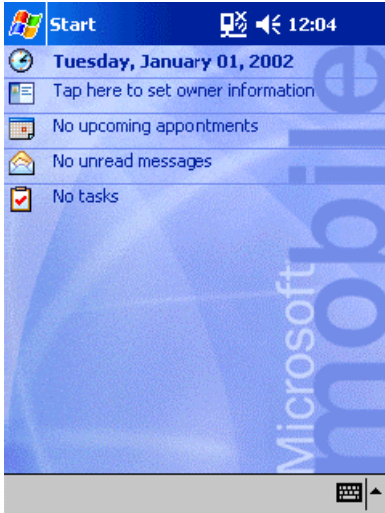 Start 12:04
Tuesday, January 01, 2002
Tap here to set owner information
No upcoming appontments
No unread messages
No tasks
Microsoft
mobile